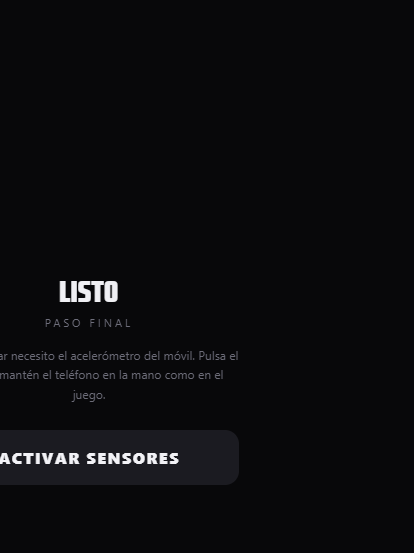 LISTO
PASO FINAL
ar necesito el acelerómetro del móvil. Pulsa el
mantén el teléfono en la mano como en el
juego.
ACTIVAR SENSORES